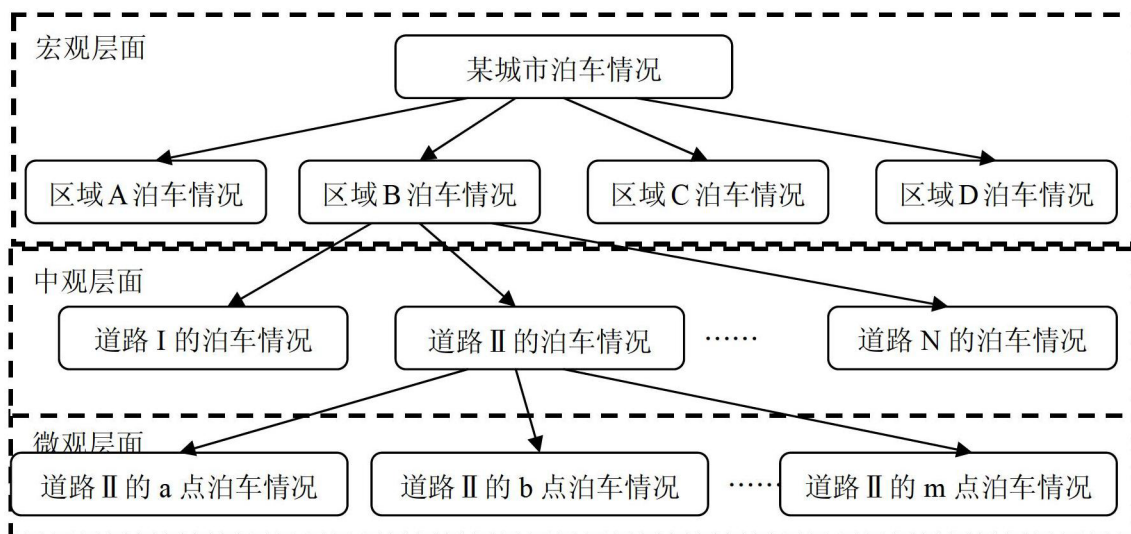 宏观层面
某城市泊车情况
区域A泊车情况
区域B泊车情况
区域C泊车情况
区域D泊车情况
中观层面
道路I的泊车情况
道路Ⅱ的泊车情况
……
道路N的泊车情况
微观层面
道路Ⅱ的a点泊车情况
道路Ⅱ的b点泊车情况
……
道路Ⅱ的m点泊车情况